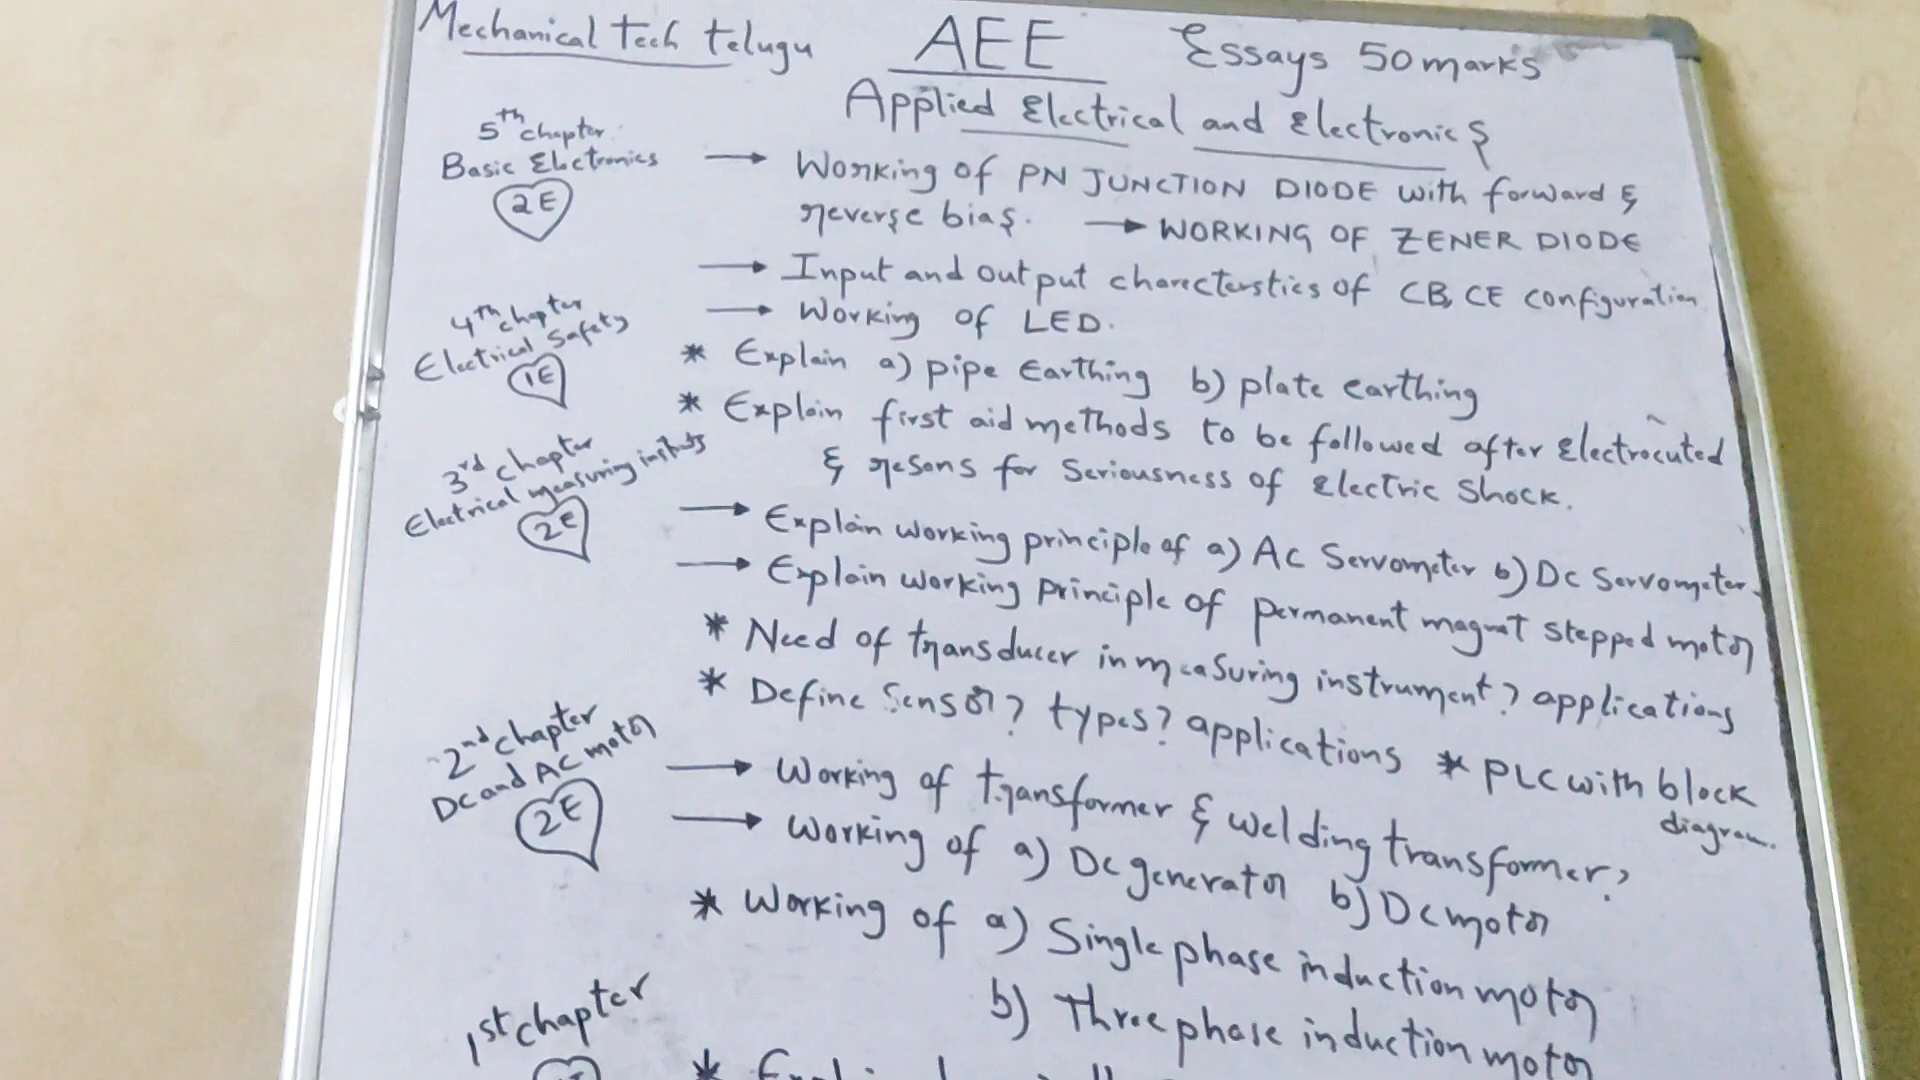 Mechanical Tech telugu
AEE
Essays 50 marks
Applied Electrical and Electronics
5th chapter
Basic Electronics
2E
→ Working of PN JUNCTION DIODE with forward &
reverse bias. → WORKING OF ZENER DIODE
→ Input and output charecterstics of CB, CE configuration
→ Working of LED.
4th chapter
Electrical Safety
1E
* Explain a) pipe Earthing b) plate earthing
* Explain first aid methods to be followed after Electrocuted
& resons for Seriousness of Electric Shock.
3rd chapter
Electrical measuring
2E
→ Explain working principle of a) AC Servometer b) DC Servometer.
→ Explain working principle of permanent magnet stepped motor
* Need of transducer in measuring instrument? applications
* Define Sensor? types? applications * PLC with block
diagram.
2nd chapter
DC and AC motor
2E
→ Working of transformer & welding transformer?
→ Working of a) DC generator b) DC motor
* Working of a) Single phase induction motor
b) Three phase induction motor
1st chapter
*